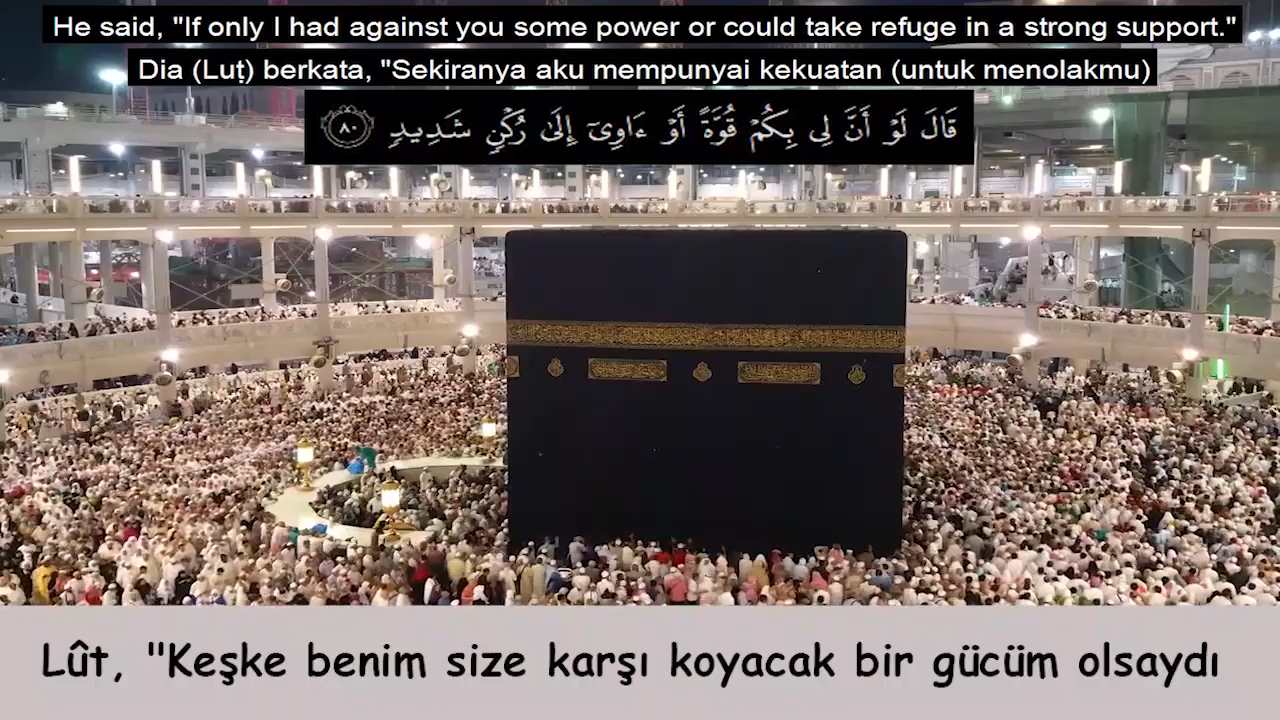 He said, "If only I had against you some power or could take refuge in a strong support."
Dia (Luṭ) berkata, "Sekiranya aku mempunyai kekuatan (untuk menolakmu)
قَالَ لَوْ أَنَّ لِى بِكُمْ قُوَّةً أَوْ ءَاوِىٓ إِلَىٰ رُكْنٍ شَدِيدٍ ٨٠
Lût, "Keşke benim size karşı koyacak bir gücüm olsaydı